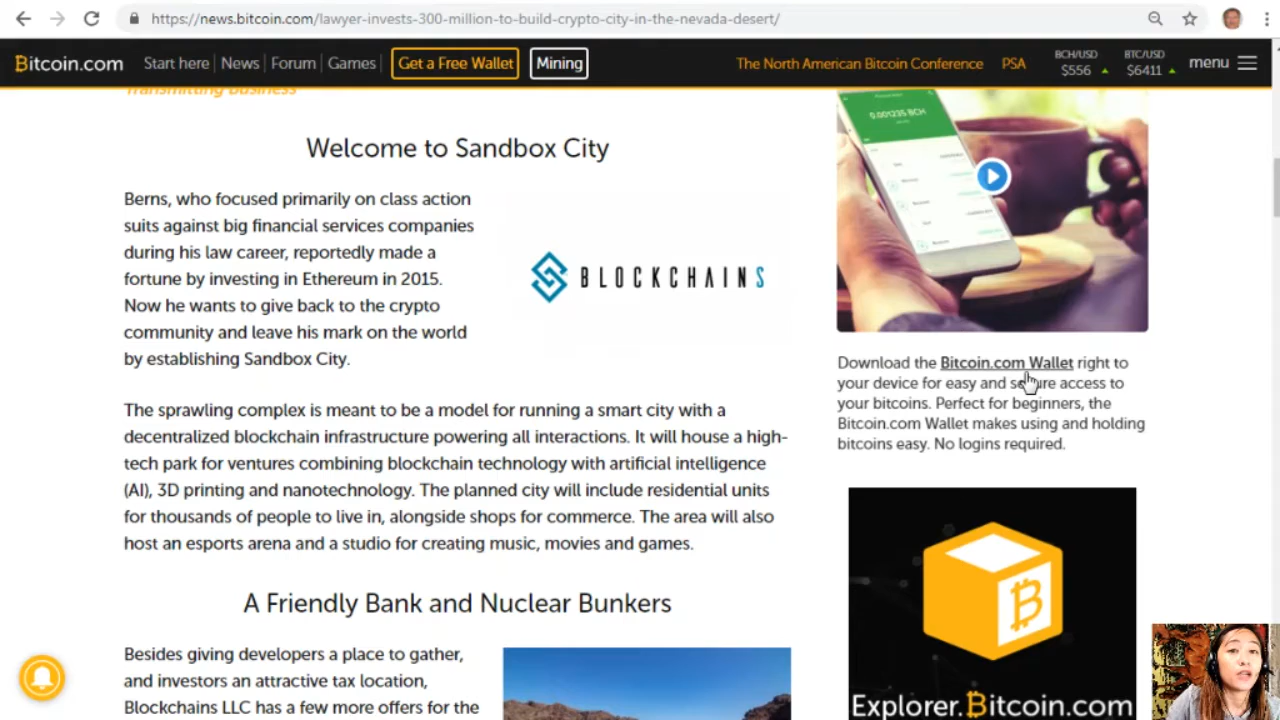 https://news.bitcoin.com/lawyer-invests-300-million-to-build-crypto-city-in-the-nevada-desert/
Bitcoin.com
Start here
News
Forum
Games
Get a Free Wallet
Mining
The North American Bitcoin Conference
PSA
BCH/USD
$556
BTC/USD
$6411
menu
Transmitting Business
Welcome to Sandbox City
Berns, who focused primarily on class action
suits against big financial services companies
during his law career, reportedly made a
fortune by investing in Ethereum in 2015.
Now he wants to give back to the crypto
community and leave his mark on the world
by establishing Sandbox City.
BLOCKCHAINS
The sprawling complex is meant to be a model for running a smart city with a
decentralized blockchain infrastructure powering all interactions. It will house a high-
tech park for ventures combining blockchain technology with artificial intelligence
(AI), 3D printing and nanotechnology. The planned city will include residential units
for thousands of people to live in, alongside shops for commerce. The area will also
host an esports arena and a studio for creating music, movies and games.
A Friendly Bank and Nuclear Bunkers
Besides giving developers a place to gather,
and investors an attractive tax location,
Blockchains LLC has a few more offers for the
0.001235 BCH
Download the Bitcoin.com Wallet right to
your device for easy and secure access to
your bitcoins. Perfect for beginners, the
Bitcoin.com Wallet makes using and holding
bitcoins easy. No logins required.
Explorer.Bitcoin.com